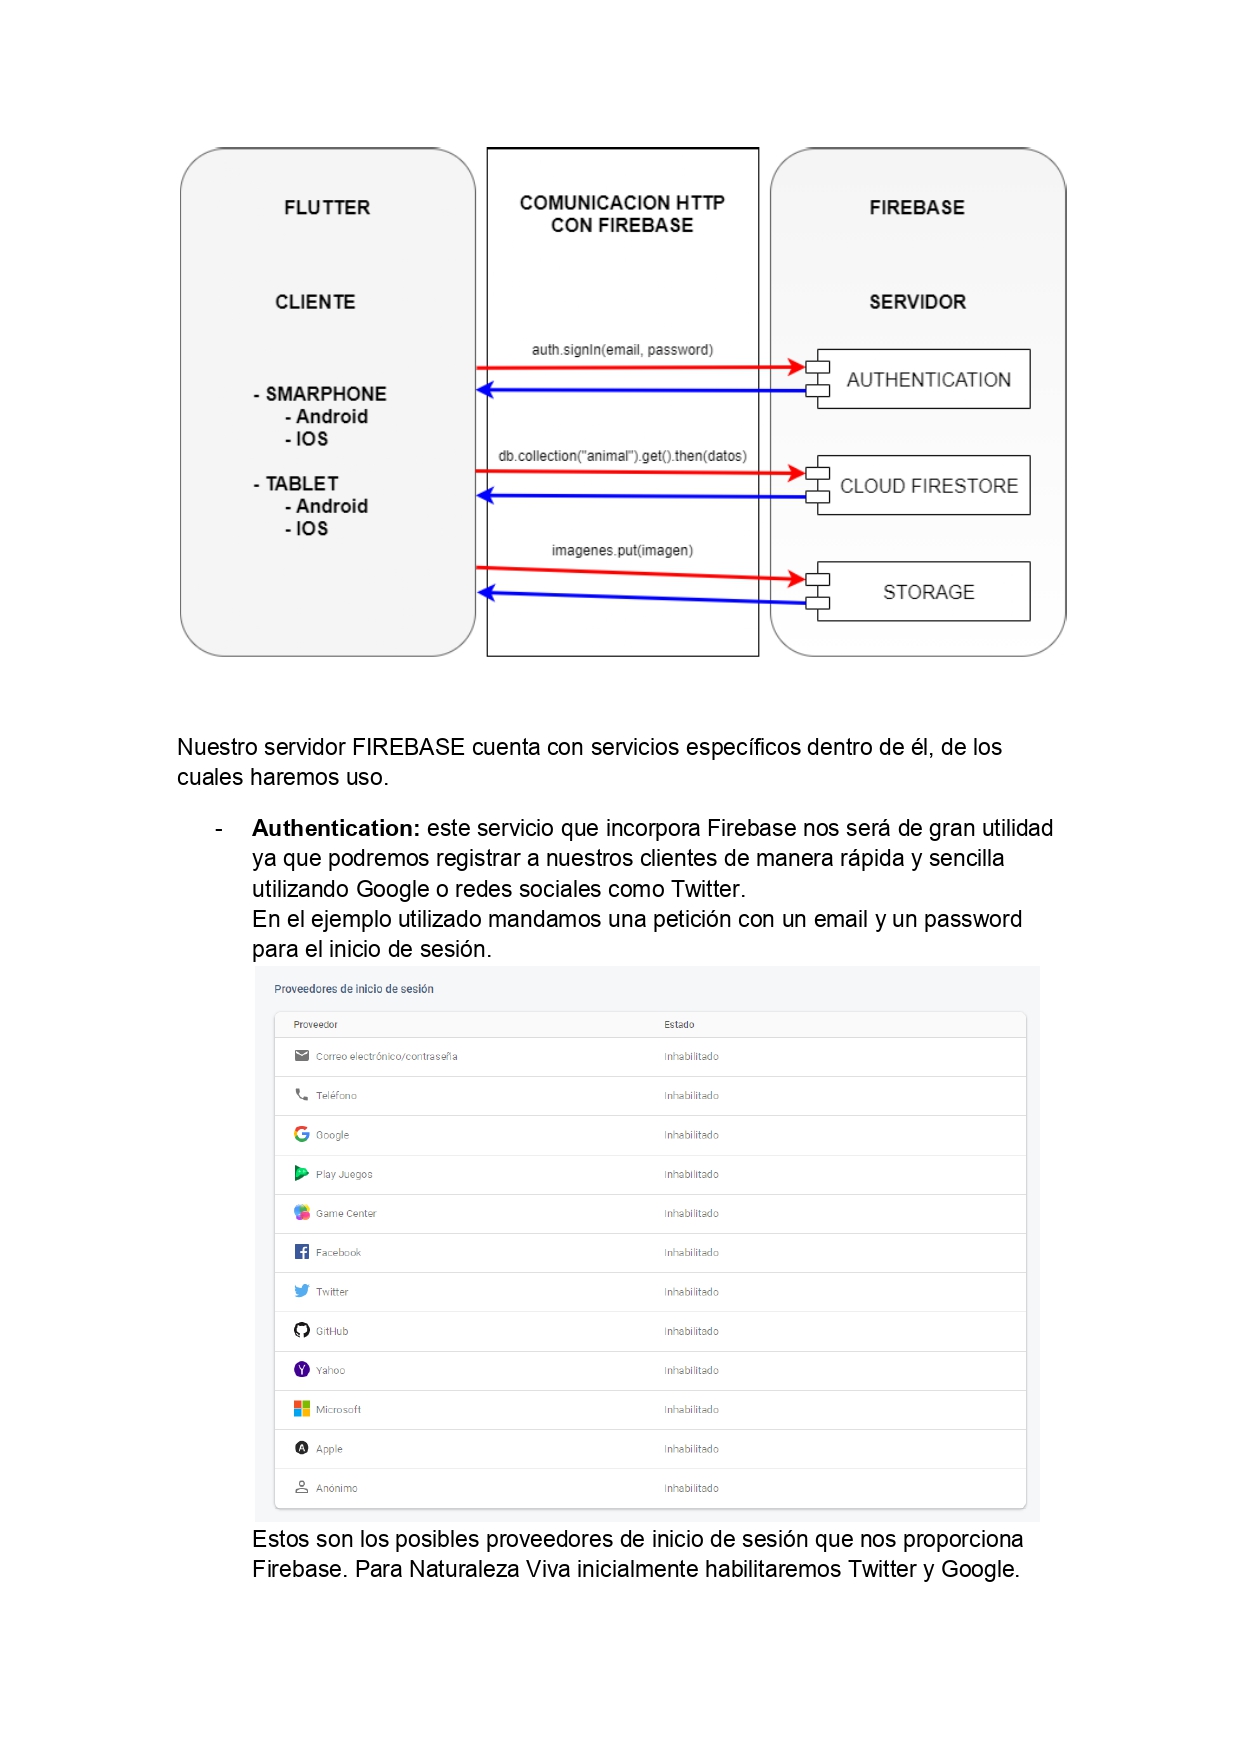 FLUTTER
CLIENTE
- SMARPHONE
- Android
- IOS
- TABLET
- Android
- IOS
COMUNICACION HTTP
CON FIREBASE
auth.signIn(email, password)
db.collection("animal").get().then(datos)
imagenes.put(imagen)
FIREBASE
SERVIDOR
AUTHENTICATION
CLOUD FIRESTORE
STORAGE
Nuestro servidor FIREBASE cuenta con servicios específicos dentro de él, de los
cuales haremos uso.
- Authentication: este servicio que incorpora Firebase nos será de gran utilidad
ya que podremos registrar a nuestros clientes de manera rápida y sencilla
utilizando Google o redes sociales como Twitter.
En el ejemplo utilizado mandamos una petición con un email y un password
para el inicio de sesión.
Proveedores de inicio de sesión
Proveedor Estado
Correo electrónico/contraseña Inhabilitado
Teléfono Inhabilitado
Google Inhabilitado
Play Juegos Inhabilitado
Game Center Inhabilitado
Facebook Inhabilitado
Twitter Inhabilitado
GitHub Inhabilitado
Yahoo Inhabilitado
Microsoft Inhabilitado
Apple Inhabilitado
Anónimo Inhabilitado
Estos son los posibles proveedores de inicio de sesión que nos proporciona
Firebase. Para Naturaleza Viva inicialmente habilitaremos Twitter y Google.